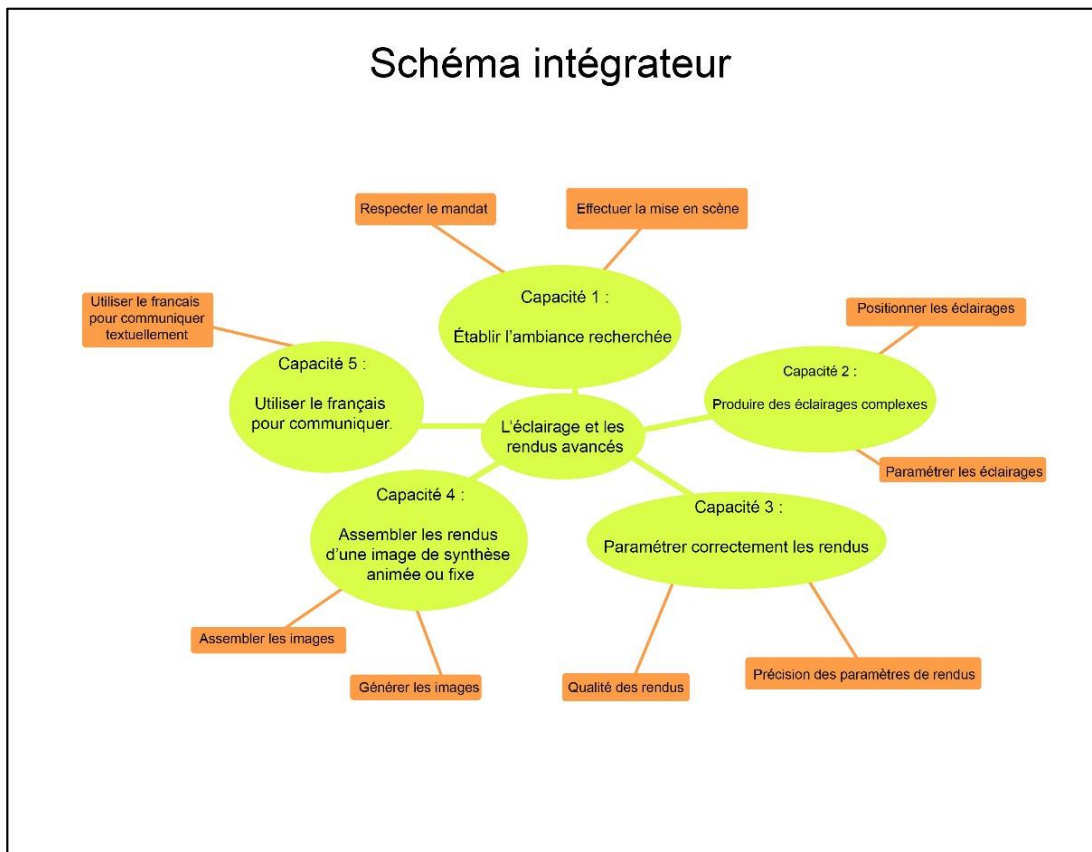 Schéma intégrateur
Respecter le mandat
Effectuer la mise en scène
Capacité 1 :
Établir l'ambiance recherchée
Utiliser le francais
pour communiquer
textuellement
Capacité 5 :
Utiliser le français
pour communiquer.
Positionner les éclairages
Capacité 2 :
Produire des éclairages complexes
Paramétrer les éclairages
L'éclairage et les
rendus avancés
Capacité 4 :
Assembler les rendus
d'une image de synthèse
animée ou fixe
Capacité 3 :
Paramétrer correctement les rendus
Assembler les images
Générer les images
Qualité des rendus
Précision des paramètres de rendus